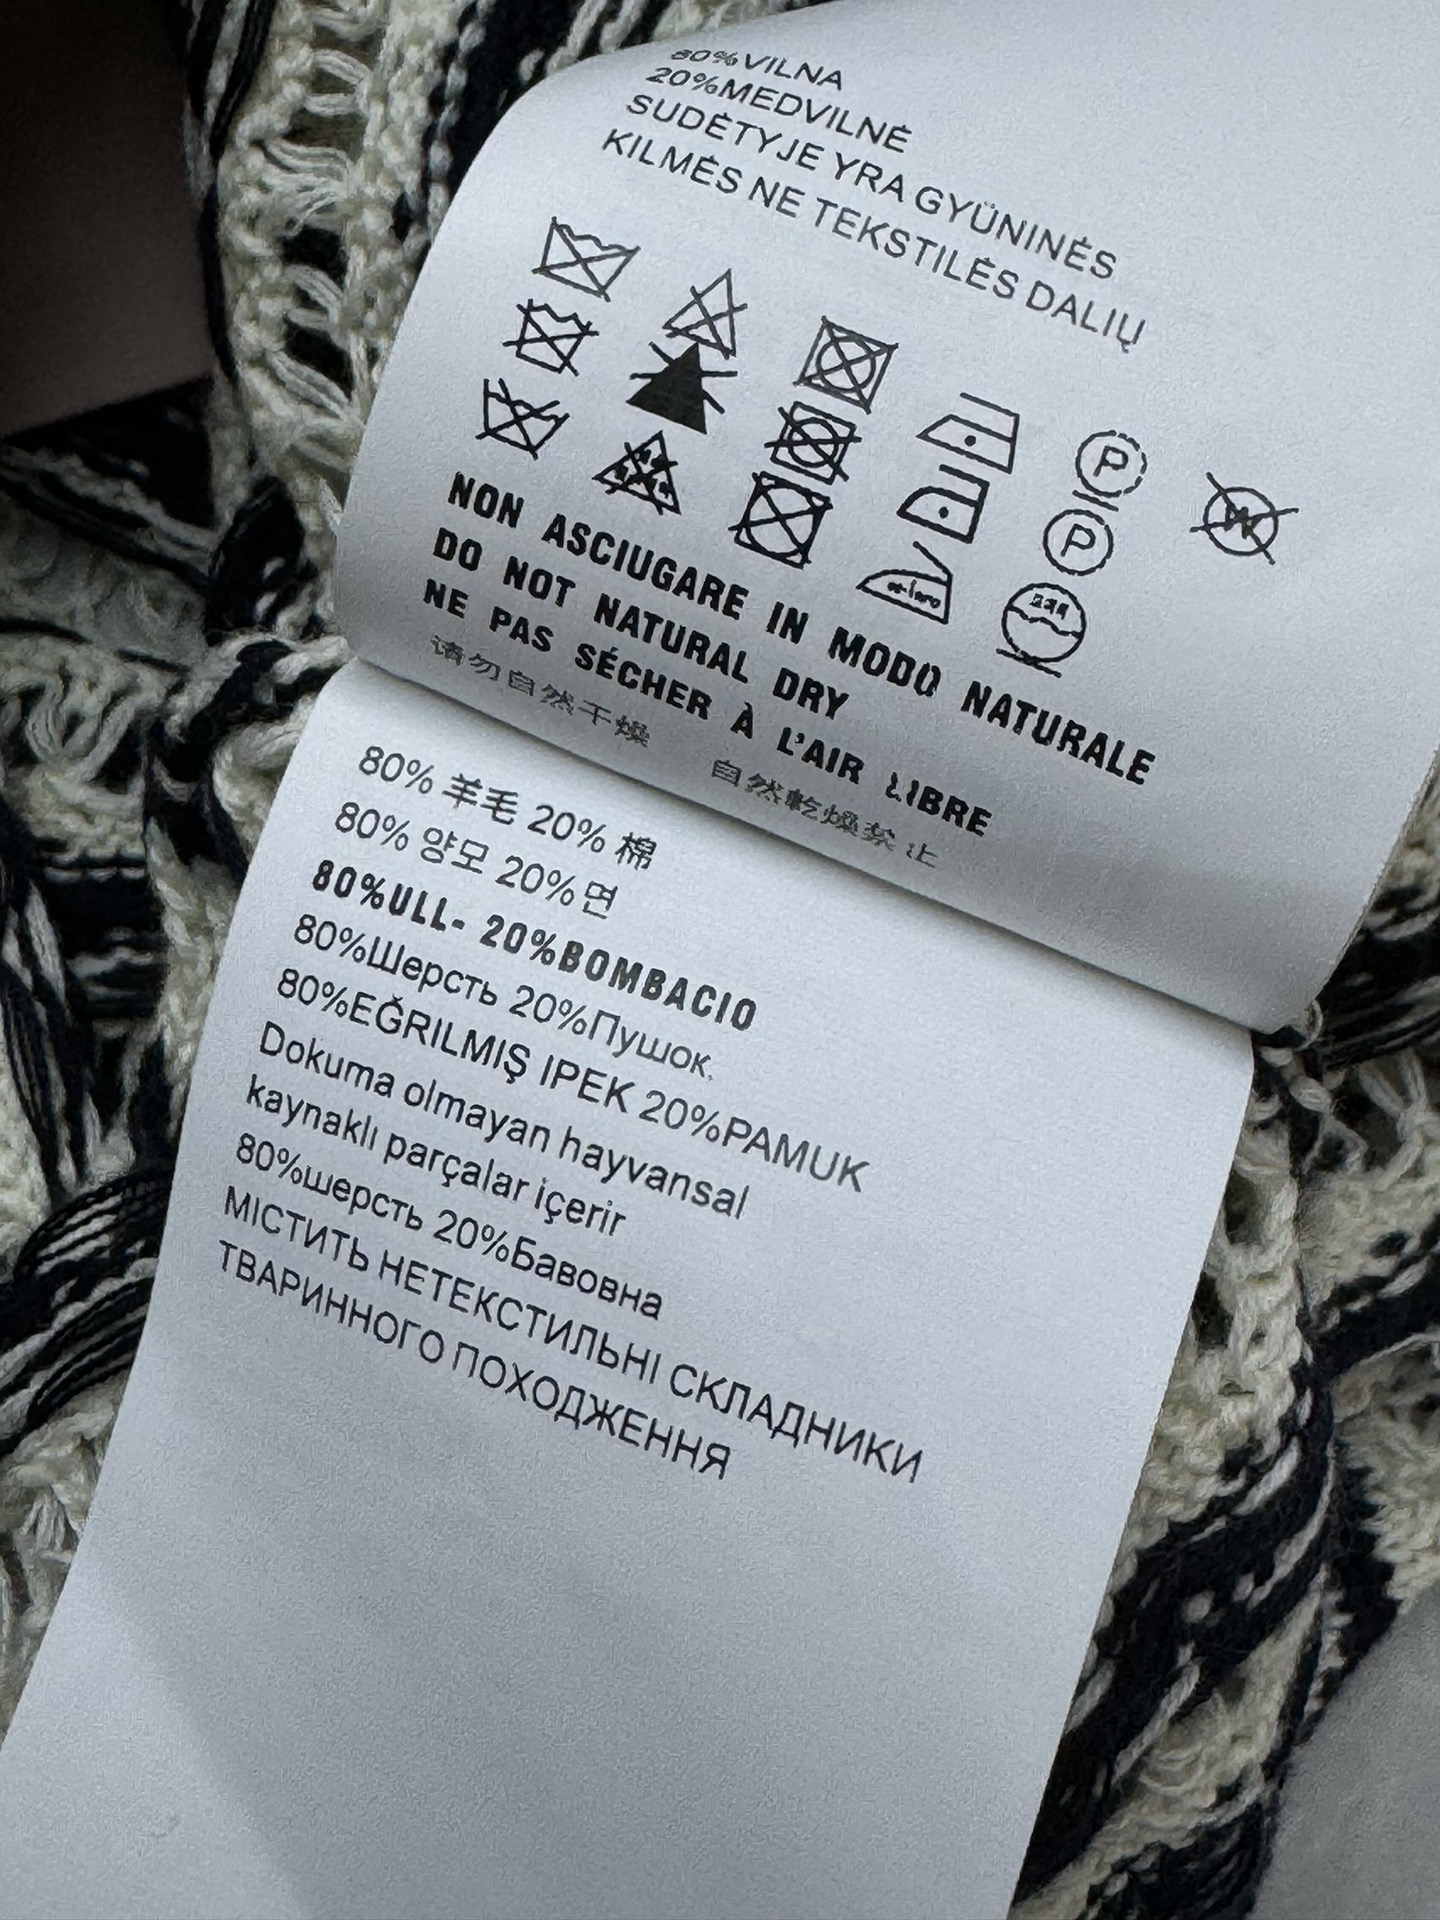 80%VILNA
20%MEDVILNĖ
SUDĖTYJE YRA GYŪNINĖS
KILMĖS NE TEKSTILĖS DALIŲ
P
W
P
NON ASCIUGARE IN MODO NATURALE
DO NOT NATURAL DRY
NE PAS SÉCHER À L'AIR LIBRE
请勿自然干燥 自然乾燥禁止
80% 羊毛 20% 棉
80% 양모 20%면
80%ULL- 20%BOMBACIO
80%Шерсть 20%Пушок.
80%EĞRILMIŞ IPEK 20%PAMUK
Dokuma olmayan hayvansal
kaynaklı parçalar içerir
80%шерсть 20%Бавовна
МІСТИТЬ НЕТЕКСТИЛЬНІ СКЛАДНИКИ
ТВАРИННОГО ПОХОДЖЕННЯ